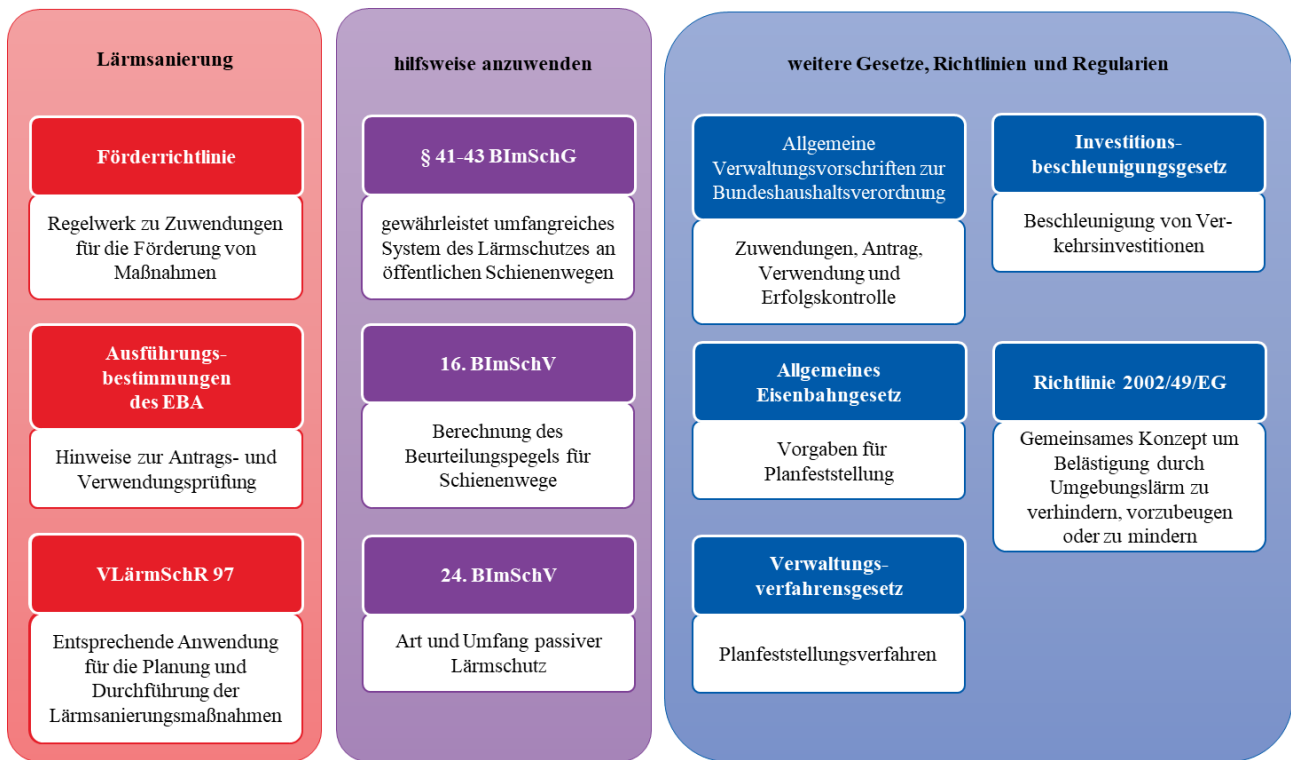 Lärmsanierung
Förderrichtlinie
Regelwerk zu Zuwendungen
für die Förderung von
Maßnahmen
Ausführungs-
bestimmungen
des EBA
Hinweise zur Antrags- und
Verwendungsprüfung
VLärmSchR 97
Entsprechende Anwendung
für die Planung und
Durchführung der
Lärmsanierungsmaßnahmen
hilfsweise anzuwenden
§ 41-43 BImSchG
gewährleistet umfangreiches
System des Lärmschutzes an
öffentlichen Schienenwegen
16. BImSchV
Berechnung des
Beurteilungspegels für
Schienenwege
24. BImSchV
Art und Umfang passiver
Lärmschutz
weitere Gesetze, Richtlinien und Regularien
Allgemeine
Verwaltungsvorschriften zur
Bundeshaushaltsverordnung
Zuwendungen, Antrag,
Verwendung und
Erfolgskontrolle
Investitions-
beschleunigungsgesetz
Beschleunigung von Ver-
kehrsinvestitionen
Allgemeines
Eisenbahngesetz
Vorgaben für
Planfeststellung
Richtlinie 2002/49/EG
Gemeinsames Konzept um
Belästigung durch
Umgebungslärm zu
verhindern, vorzubeugen
oder zu mindern
Verwaltungs-
verfahrensgesetz
Planfeststellungsverfahren